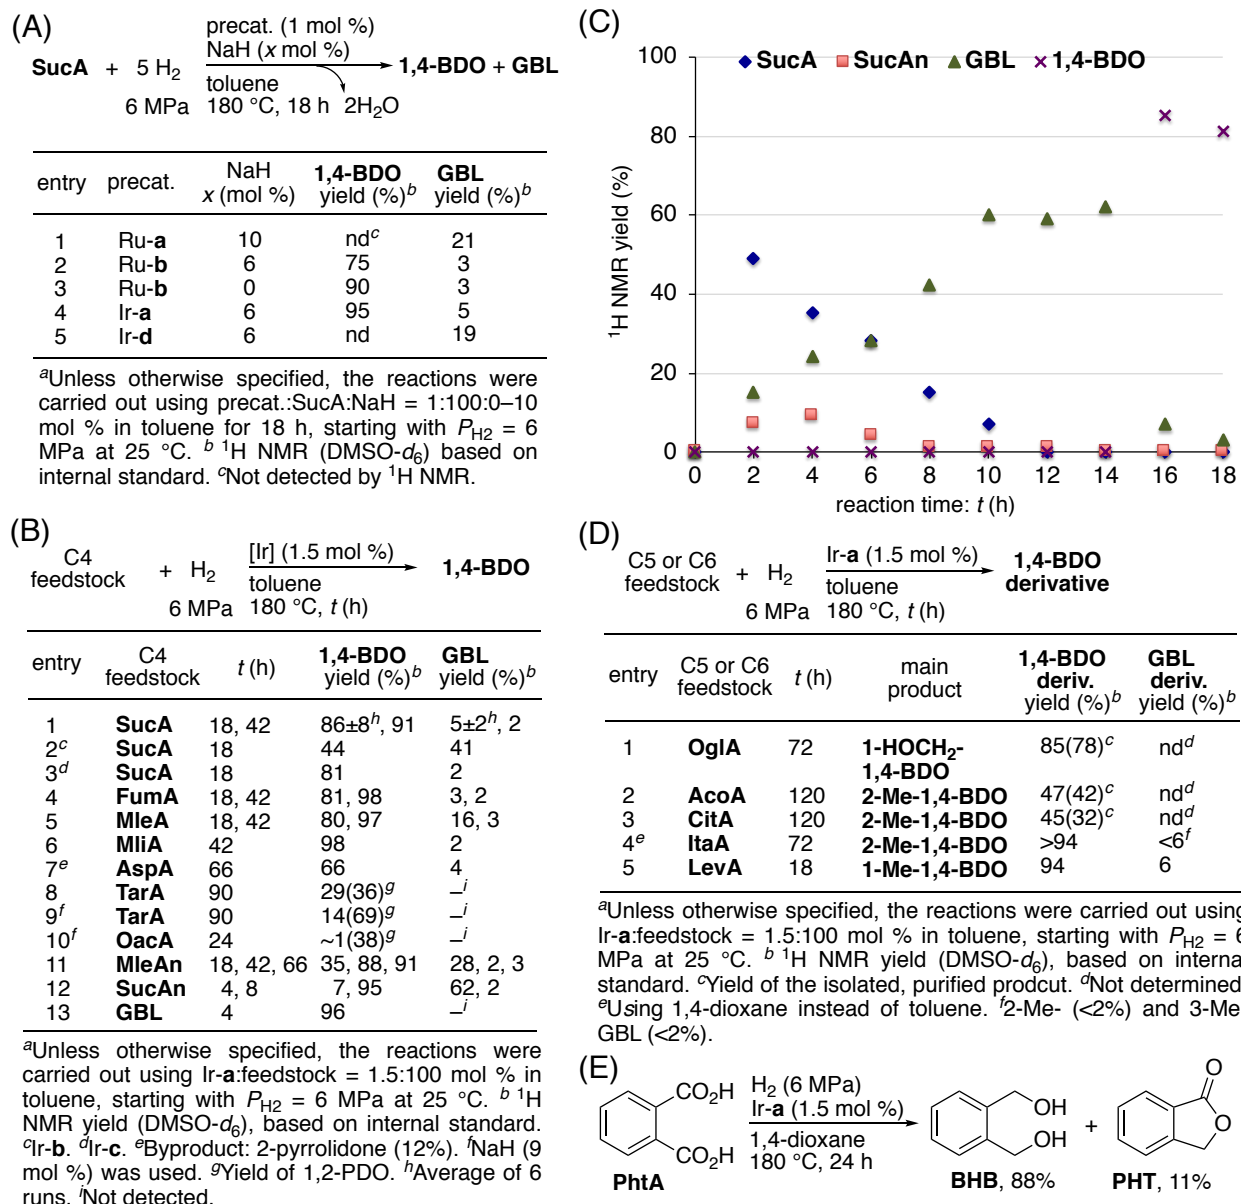 (A)
SucA + 5 H2 precat. (1 mol %) 1,4-BDO + GBL
6 MPa NaH (x mol %)
toluene
180 °C, 18 h 2H2O
entry precat. NaH x (mol %) 1,4-BDO yield (%)b GBL yield (%)b
1 Ru-a 10 ndc 21
2 Ru-b 6 75 3
3 Ru-b 0 90 3
4 Ir-a 6 95 5
5 Ir-d 6 nd 19
aUnless otherwise specified, the reactions were
carried out using precat.:SucA:NaH = 1:100:0–10
mol % in toluene for 18 h, starting with PH2 = 6
MPa at 25 °C. b 1H NMR (DMSO-d6) based on
internal standard. cNot detected by 1H NMR.
(B)
C4 feedstock + H2 [Ir] (1.5 mol %) 1,4-BDO
6 MPa toluene
180 °C, t (h)
entry C4 feedstock t (h) 1,4-BDO yield (%)b GBL yield (%)b
1 SucA 18, 42 86±8h, 91 5±2h, 2
2c SucA 18 44 41
3d SucA 18 81 2
4 FumA 18, 42 81, 98 3, 2
5 MleA 18, 42 80, 97 16, 3
6 MliA 42 98 2
7e AspA 66 66 4
8 TarA 90 29(36)g –i
9f TarA 90 14(69)g –i
10f OacA 24 ~1(38)g –i
11 MleAn 18, 42, 66 35, 88, 91 28, 2, 3
12 SucAn 4, 8 7, 95 62, 2
13 GBL 4 96 –i
aUnless otherwise specified, the reactions were
carried out using Ir-a:feedstock = 1.5:100 mol % in
toluene, starting with PH2 = 6 MPa at 25 °C. b 1H
NMR yield (DMSO-d6), based on internal standard.
cIr-b. dIr-c. eByproduct: 2-pyrrolidone (12%). fNaH (9
mol %) was used. gYield of 1,2-PDO. hAverage of 6
runs. iNot detected.
(C)
SucA SucAn GBL 1,4-BDO
1H NMR yield (%)
100
80
60
40
20
0
0 2 4 6 8 10 12 14 16 18
reaction time: t (h)
(D)
C5 or C6 feedstock + H2 Ir-a (1.5 mol %) 1,4-BDO derivative
6 MPa toluene
180 °C, t (h)
entry C5 or C6 feedstock t (h) main product 1,4-BDO deriv. yield (%)b GBL deriv. yield (%)b
1 OglA 72 1-HOCH2- 85(78)c ndd
1,4-BDO
2 AcoA 120 2-Me-1,4-BDO 47(42)c ndd
3 CitA 120 2-Me-1,4-BDO 45(32)c ndd
4e ItaA 72 2-Me-1,4-BDO >94 <6f
5 LevA 18 1-Me-1,4-BDO 94 6
aUnless otherwise specified, the reactions were carried out using
Ir-a:feedstock = 1.5:100 mol % in toluene, starting with PH2 = 6
MPa at 25 °C. b 1H NMR yield (DMSO-d6), based on internal
standard. cYield of the isolated, purified prodcut. dNot determined.
eUsing 1,4-dioxane instead of toluene. f2-Me- (<2%) and 3-Me-
GBL (<2%).
(E)
CO2H
CO2H
PhtA
H2 (6 MPa)
Ir-a (1.5 mol %)
1,4-dioxane
180 °C, 24 h
OH
OH
BHB, 88%
+
O
O
PHT, 11%